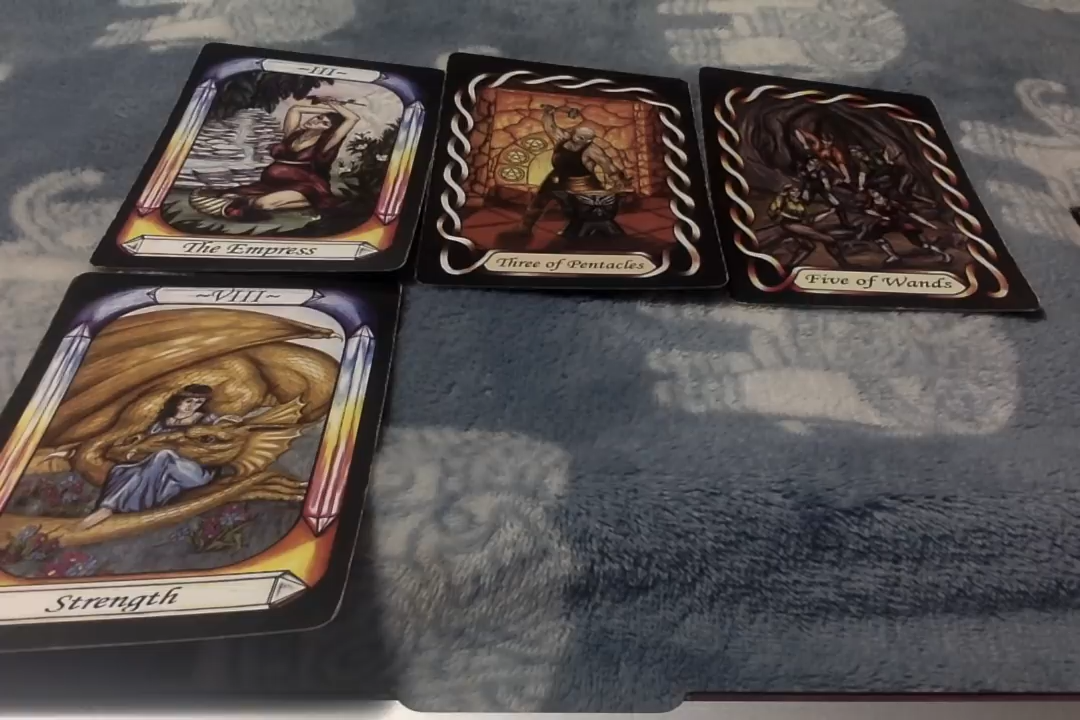 ~III~
The Empress
Three of Pentacles
Five of Wands
~VIII~
Strength